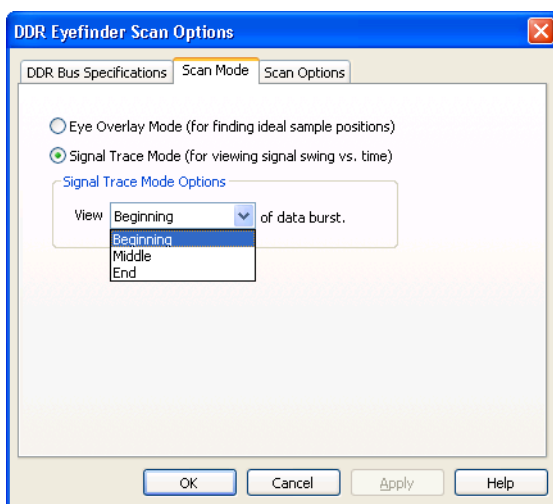 DDR Eyefinder Scan Options
DDR Bus Specifications Scan Mode Scan Options
Eye Overlay Mode (for finding ideal sample positions)
Signal Trace Mode (for viewing signal swing vs. time)
Signal Trace Mode Options
View Beginning of data burst.
Beginning
Middle
End
OK Cancel Apply Help